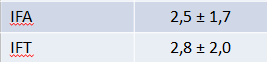 IFA 2,5 ± 1,7
IFT 2,8 ± 2,0